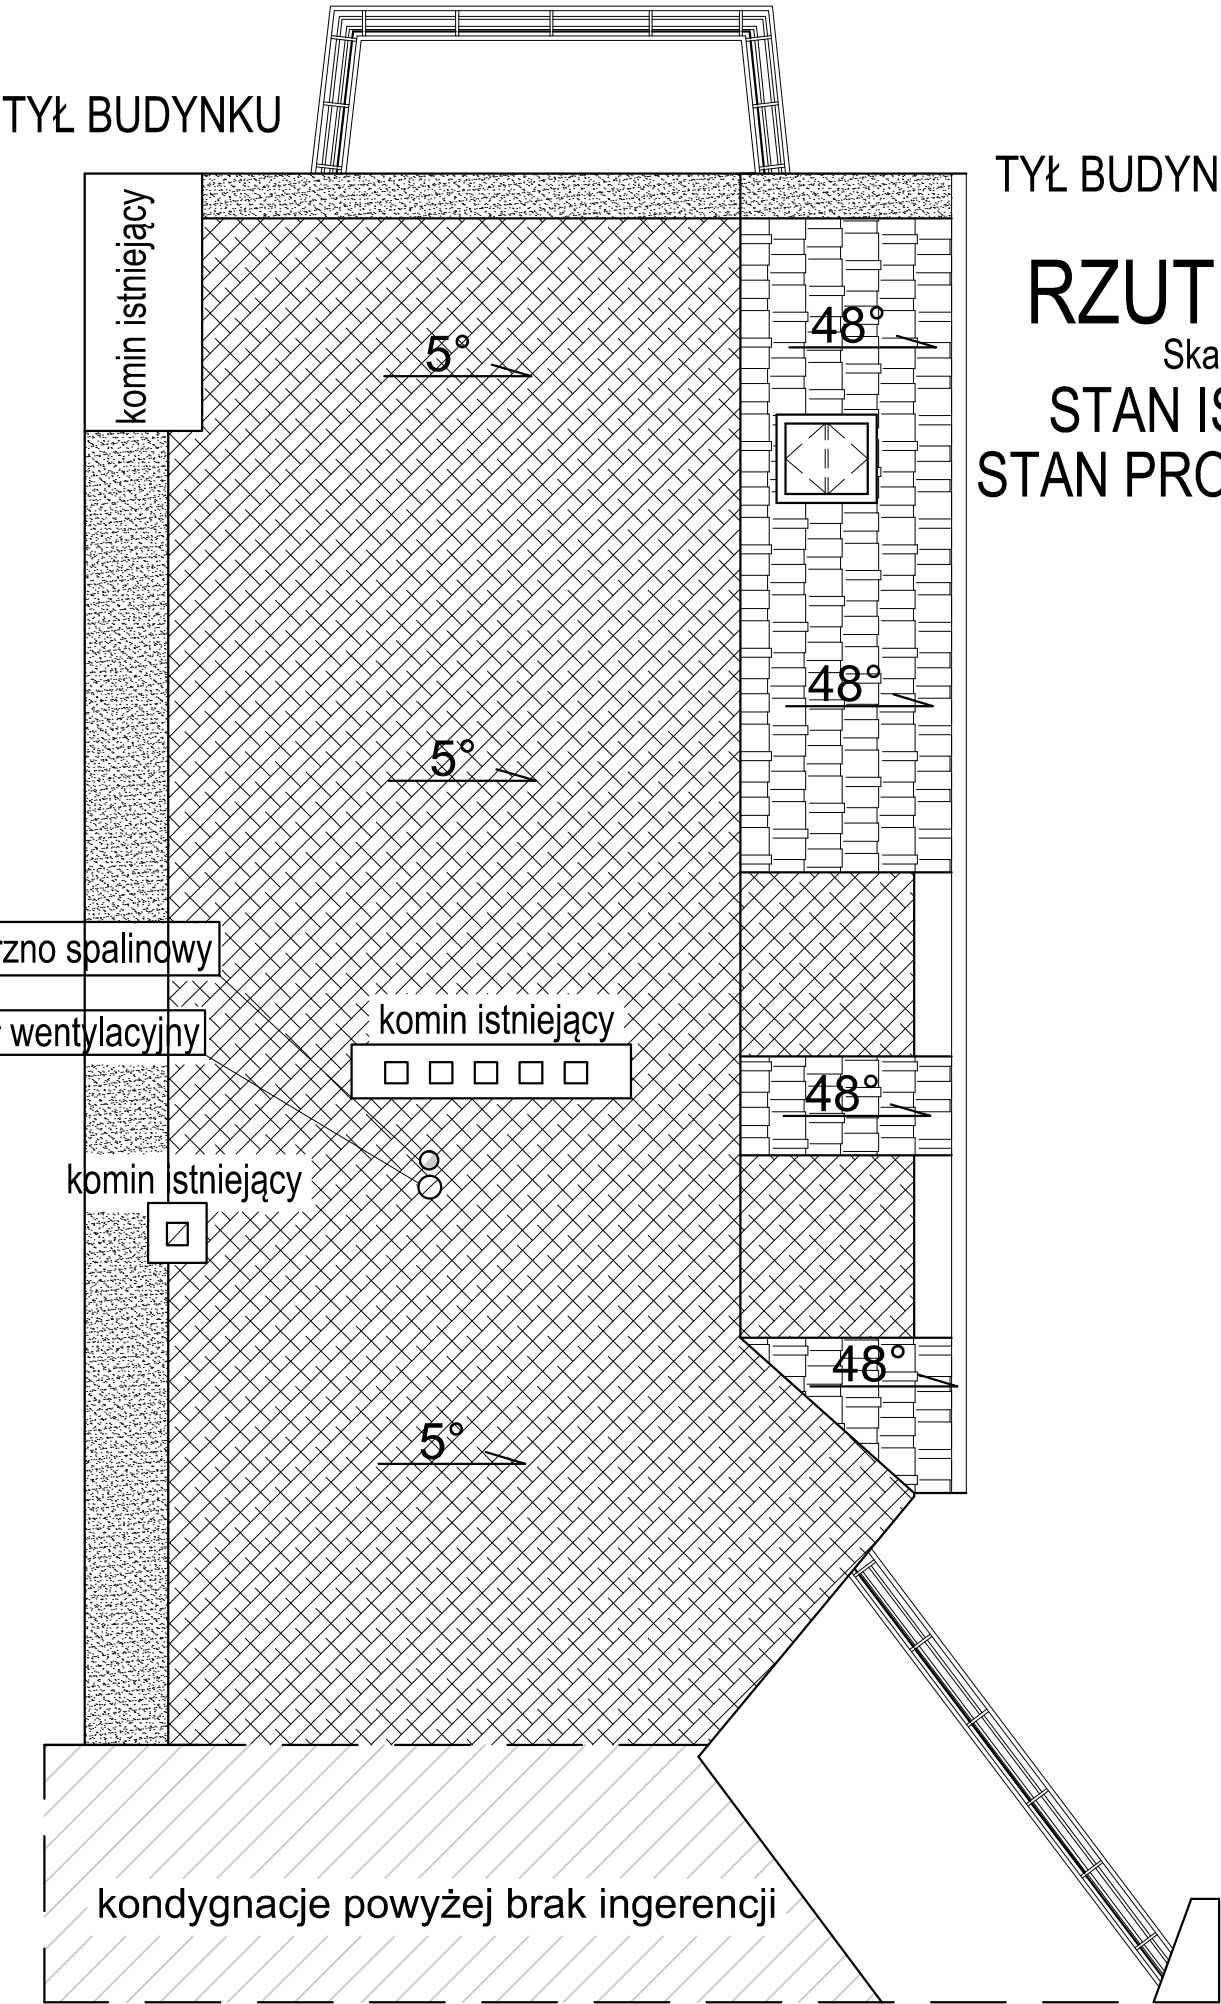 TYŁ BUDYNKU
TYŁ BUDYN
RZUT
Ska
STAN IS
STAN PRO
komin istniejący
5°
48°
48°
5°
rzno spalinowy
wentylacyjny
komin istniejący
48°
komin istniejący
48°
5°
kondygnacje powyżej brak ingerencji